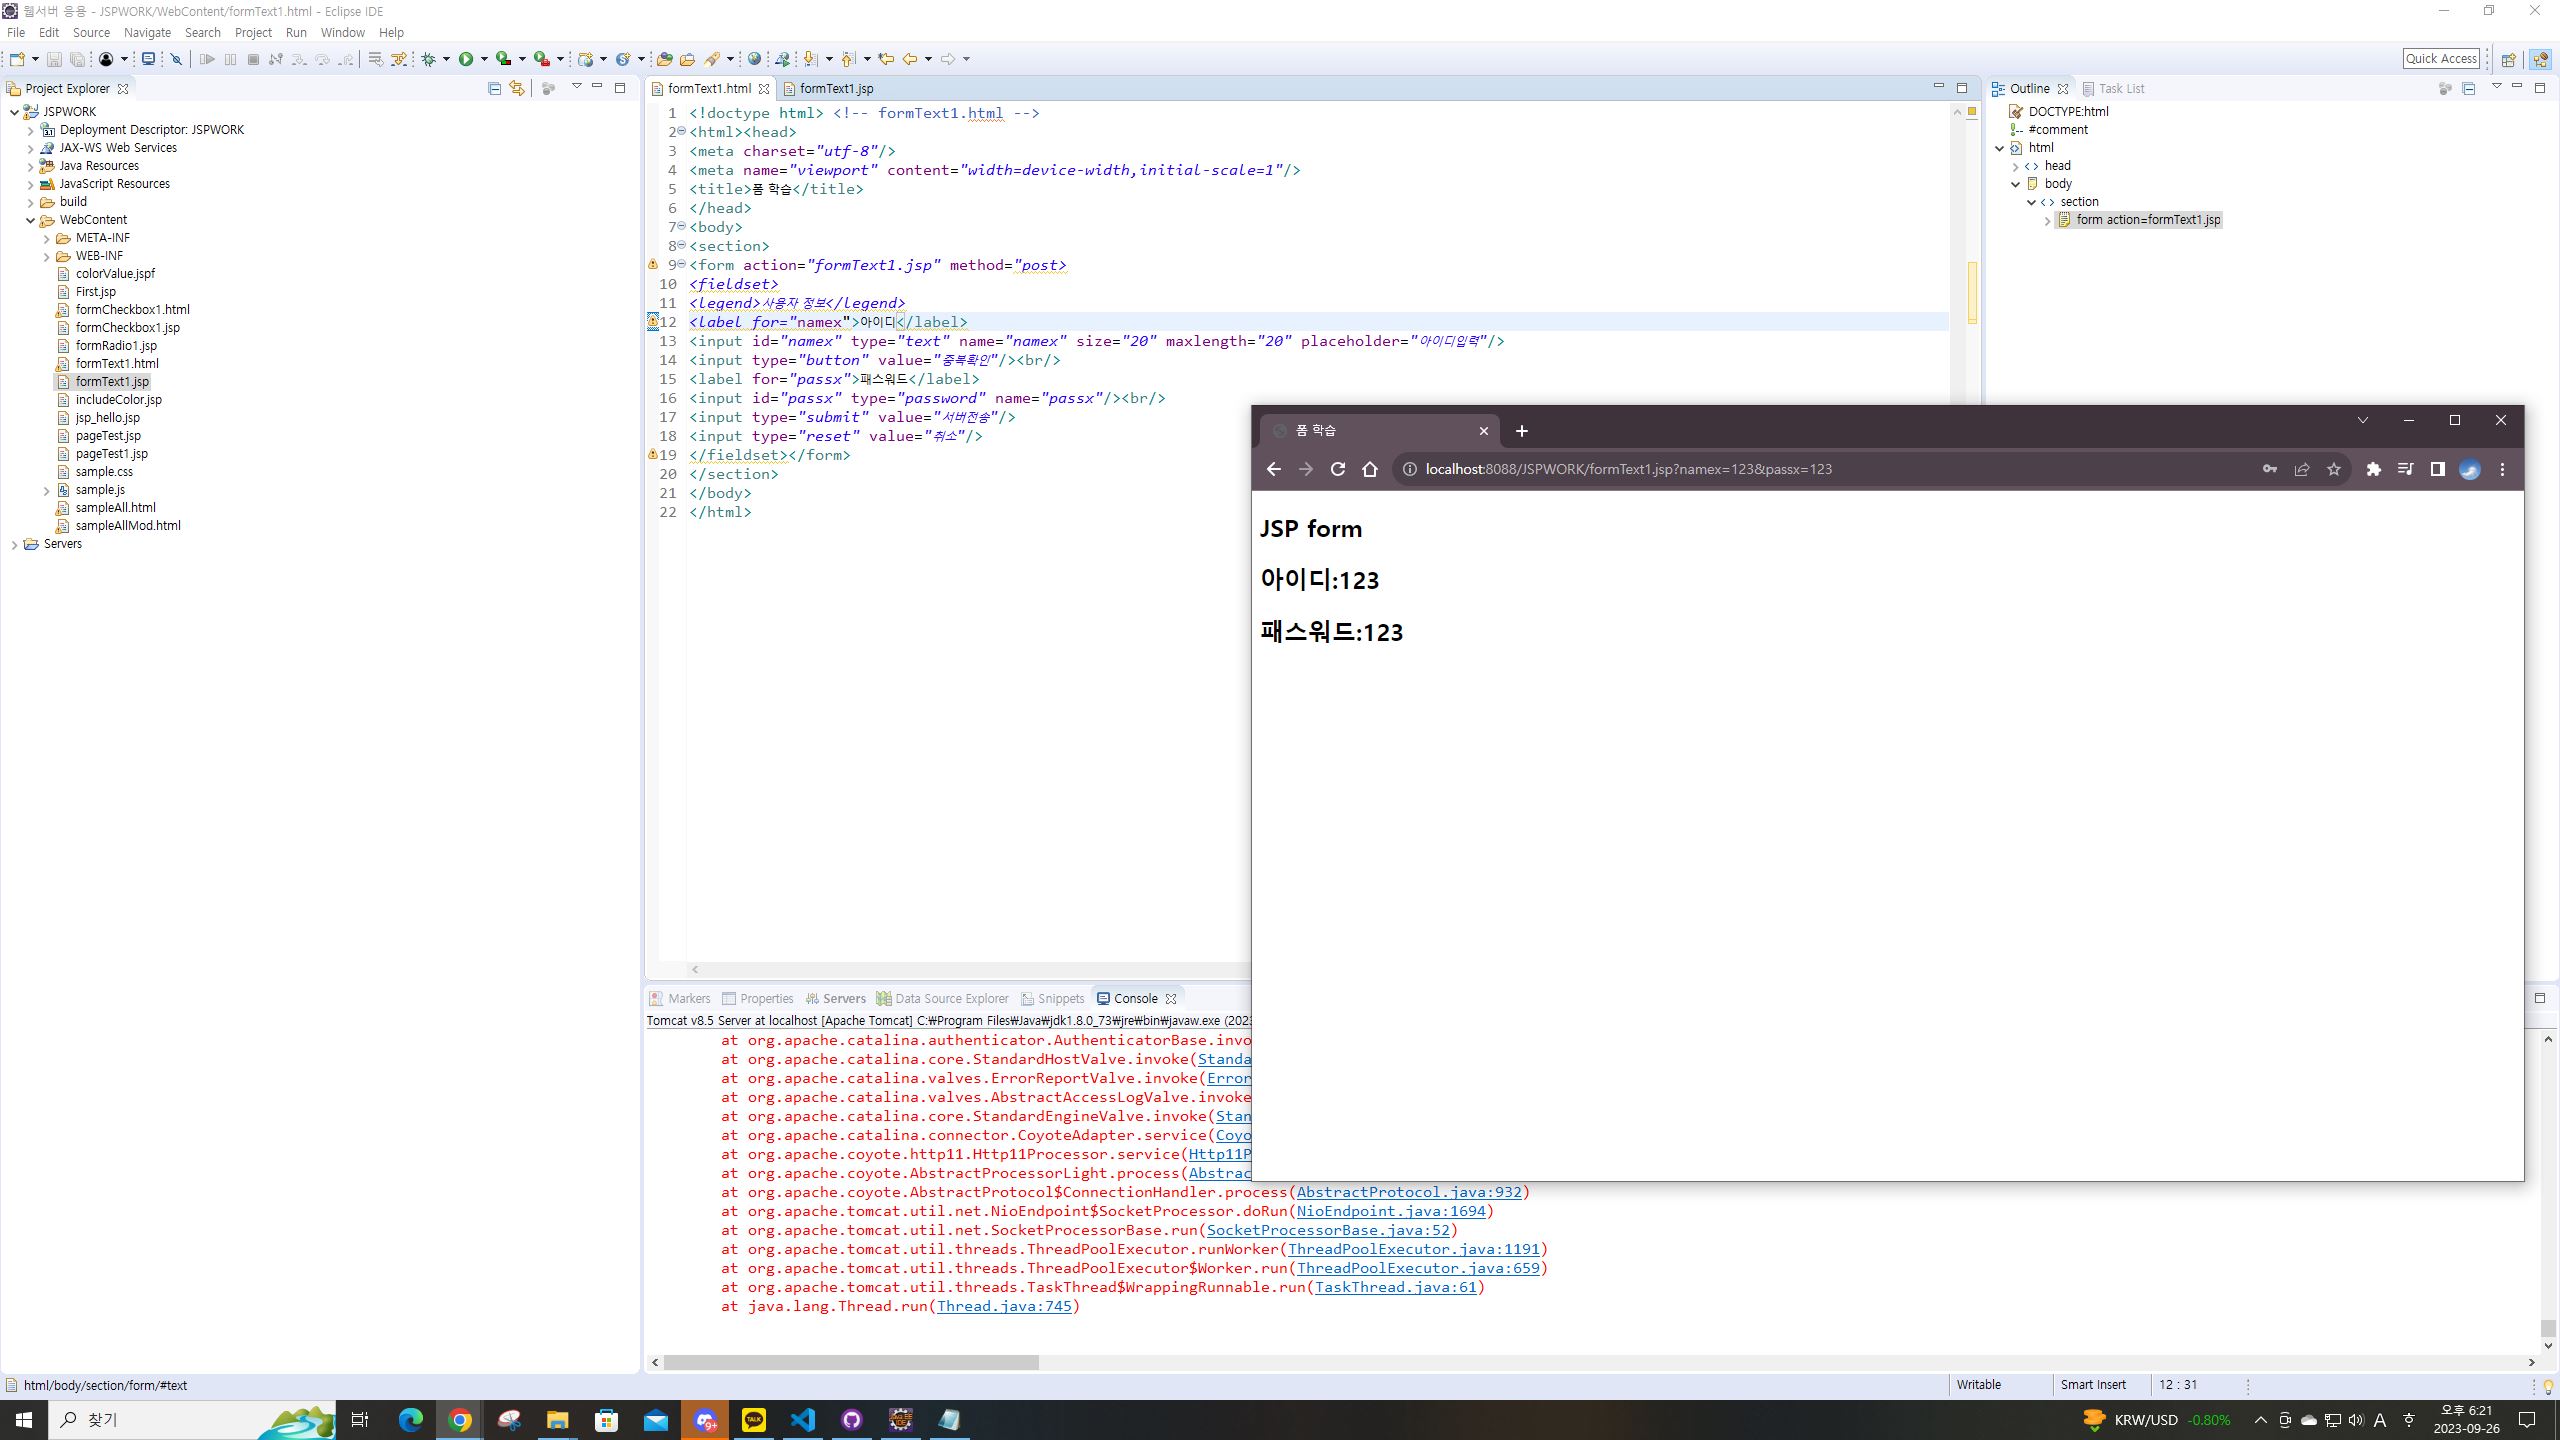 웹서버 응용 - JSPWORK/WebContent/formText1.html - Eclipse IDE
File Edit Source Navigate Search Project Run Window Help
Quick Access
Project Explorer
JSPWORK
Deployment Descriptor: JSPWORK
JAX-WS Web Services
Java Resources
JavaScript Resources
build
WebContent
META-INF
WEB-INF
colorValue.jspf
First.jsp
formCheckbox1.html
formCheckbox1.jsp
formRadio1.jsp
formText1.html
formText1.jsp
includeColor.jsp
jsp_hello.jsp
pageTest.jsp
pageTest1.jsp
sample.css
sample.js
sampleAll.html
sampleAllMod.html
Servers
formText1.html formText1.jsp
1 <!doctype html> <!-- formText1.html -->
2 <html><head>
3 <meta charset="utf-8"/>
4 <meta name="viewport" content="width=device-width,initial-scale=1"/>
5 <title>폼 학습</title>
6 </head>
7 <body>
8 <section>
9 <form action="formText1.jsp" method="post>
10 <fieldset>
11 <legend>사용자 정보</legend>
12 <label for="namex">아이디</label>
13 <input id="namex" type="text" name="namex" size="20" maxlength="20" placeholder="아이디입력"/>
14 <input type="button" value="중복확인"/><br/>
15 <label for="passx">패스워드</label>
16 <input id="passx" type="password" name="passx"/><br/>
17 <input type="submit" value="서버전송"/>
18 <input type="reset" value="취소"/>
19 </fieldset></form>
20 </section>
21 </body>
22 </html>
Outline Task List
DOCTYPE:html
#comment
html
head
body
section
form action=formText1.jsp
폼 학습
localhost:8088/JSPWORK/formText1.jsp?namex=123&passx=123
JSP form
아이디:123
패스워드:123
Markers Properties Servers Data Source Explorer Snippets Console
Tomcat v8.5 Server at localhost [Apache Tomcat] C:₩Program Files₩Java₩jdk1.8.0_73₩jre₩bin₩javaw.exe (2023
at org.apache.catalina.authenticator.AuthenticatorBase.invo
at org.apache.catalina.core.StandardHostValve.invoke(Standa
at org.apache.catalina.valves.ErrorReportValve.invoke(Error
at org.apache.catalina.valves.AbstractAccessLogValve.invoke
at org.apache.catalina.core.StandardEngineValve.invoke(Stan
at org.apache.catalina.connector.CoyoteAdapter.service(Coyo
at org.apache.coyote.http11.Http11Processor.service(Http11P
at org.apache.coyote.AbstractProcessorLight.process(Abstrac
at org.apache.coyote.AbstractProtocol$ConnectionHandler.process(AbstractProtocol.java:932)
at org.apache.tomcat.util.net.NioEndpoint$SocketProcessor.doRun(NioEndpoint.java:1694)
at org.apache.tomcat.util.net.SocketProcessorBase.run(SocketProcessorBase.java:52)
at org.apache.tomcat.util.threads.ThreadPoolExecutor.runWorker(ThreadPoolExecutor.java:1191)
at org.apache.tomcat.util.threads.ThreadPoolExecutor$Worker.run(ThreadPoolExecutor.java:659)
at org.apache.tomcat.util.threads.TaskThread$WrappingRunnable.run(TaskThread.java:61)
at java.lang.Thread.run(Thread.java:745)
html/body/section/form/#text
Writable Smart Insert 12 : 31
찾기
9+
TALK
KRW/USD -0.80%
A
오후 6:21
2023-09-26